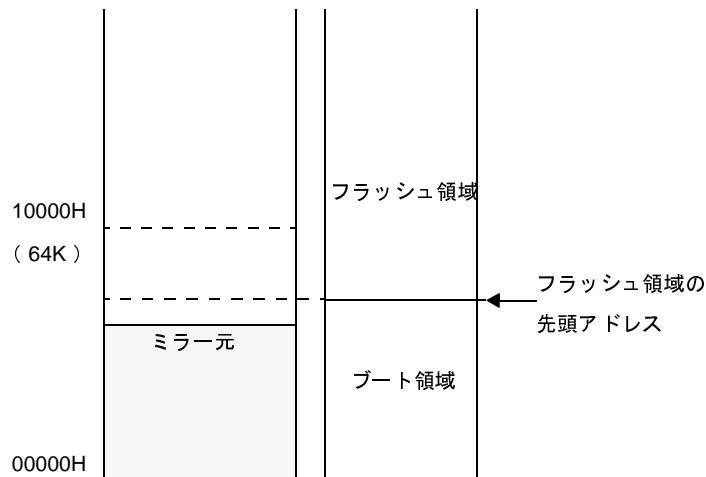 フラッシュ領域
10000H
（ 64K ）
フラッシュ領域の
先頭アドレス
ミラー元
ブート領域
00000H